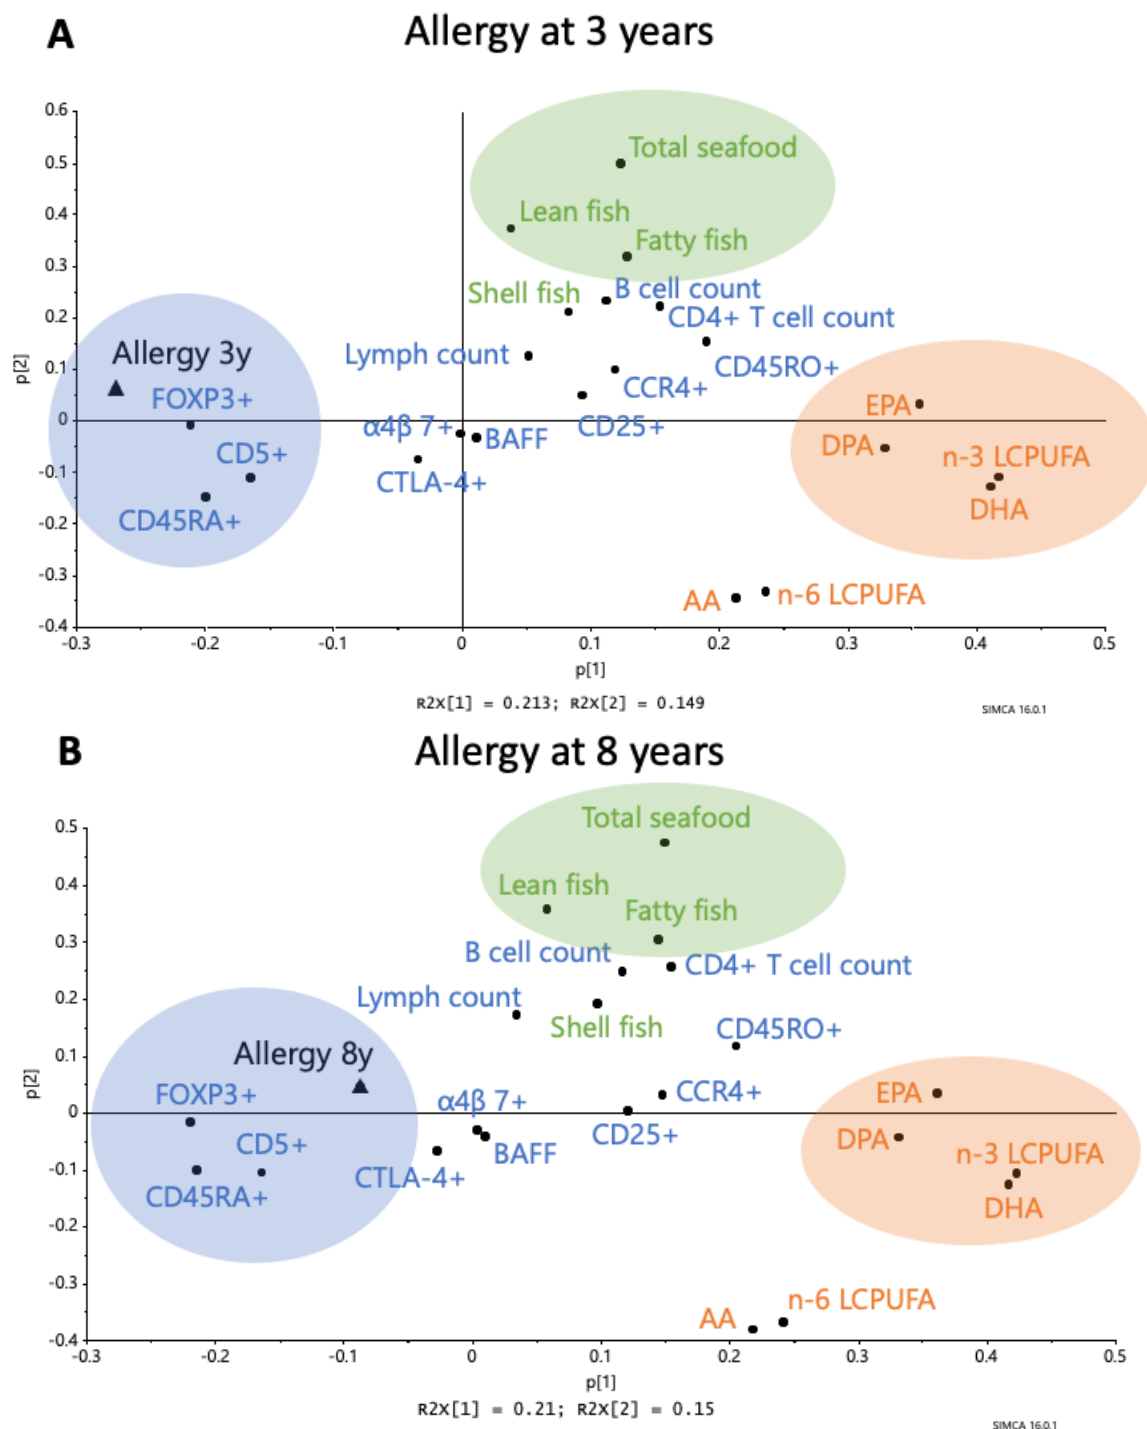 A
Allergy at 3 years
0.6
Total seafood
0.5
Lean fish
0.4
Fatty fish
0.3
Shell fish
B cell count
CD4+ T cell count
0.2
Allergy 3y
Lymph count
CD45RO+
p[2]
0.1
FOXP3+
CCR4+
EPA
0
α4β 7+
BAFF
CD25+
DPA
n-3 LCPUFA
CD5+
-0.1
CTLA-4+
CD45RA+
DHA
-0.2
-0.3
AA
n-6 LCPUFA
-0.4
-0.3 -0.2 -0.1 0 0.1 0.2 0.3 0.4 0.5
p[1]
R2X[1] = 0.213; R2X[2] = 0.149
SIMCA 16.0.1
B
Allergy at 8 years
0.5
Total seafood
0.4
Lean fish
Fatty fish
0.3
B cell count
CD4+ T cell count
0.2
Lymph count
Shell fish
CD45RO+
0.1
Allergy 8y
p[2]
FOXP3+
α4β 7+
CCR4+
EPA
0
CD5+
BAFF
CD25+
DPA
n-3 LCPUFA
-0.1
CTLA-4+
CD45RA+
DHA
-0.2
-0.3
AA
n-6 LCPUFA
-0.4
-0.3 -0.2 -0.1 0 0.1 0.2 0.3 0.4 0.5
p[1]
R2X[1] = 0.21; R2X[2] = 0.15
SIMCA 16.0.1